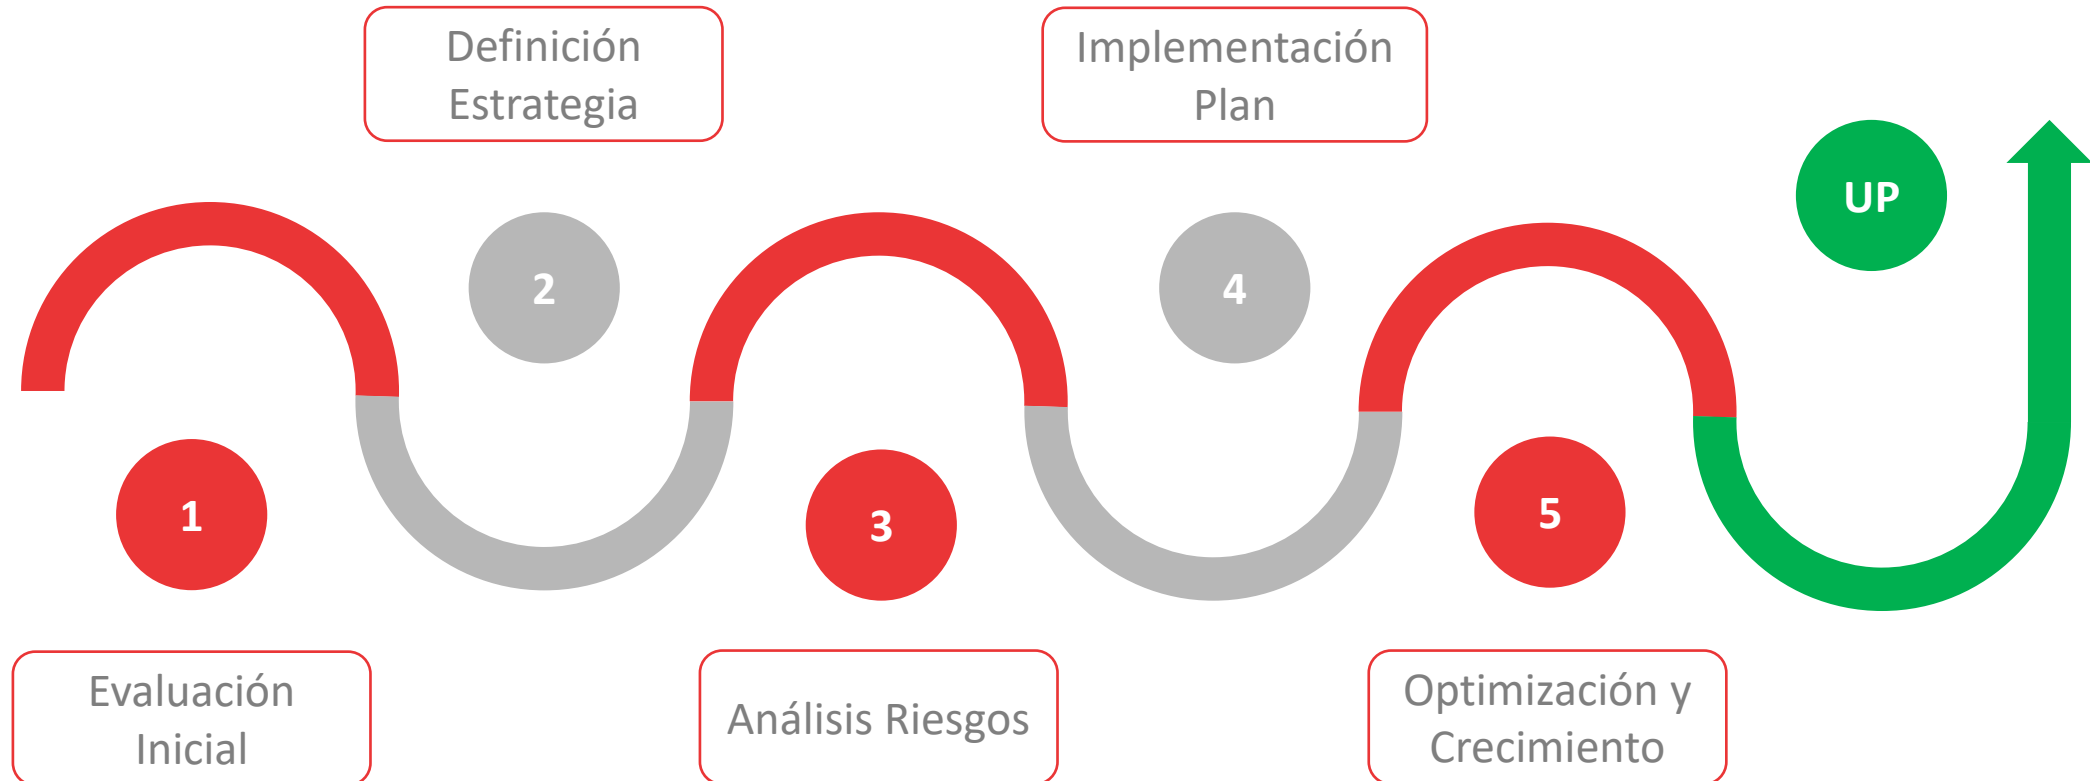 Definición
Estrategia
Implementación
Plan
UP
2
4
1
3
5
Evaluación
Inicial
Análisis Riesgos
Optimización y
Crecimiento